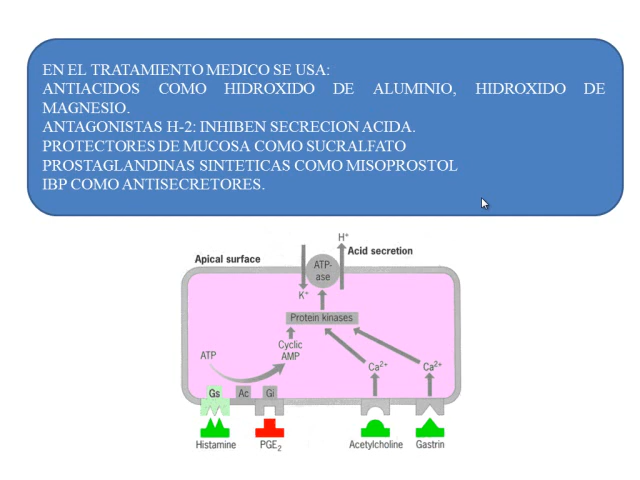 EN EL TRATAMIENTO MEDICO SE USA:
ANTIACIDOS COMO HIDROXIDO DE ALUMINIO, HIDROXIDO DE
MAGNESIO.
ANTAGONISTAS H-2: INHIBEN SECRECION ACIDA.
PROTECTORES DE MUCOSA COMO SUCRALFATO
PROSTAGLANDINAS SINTETICAS COMO MISOPROSTOL
IBP COMO ANTISECRETORES.
H+
Acid secretion
Apical surface
ATP-
ase
K+
Protein kinases
Cyclic
AMP
ATP
Ca2+
Ca2+
Gs
Ac
Gi
Histamine
PGE2
Acetylcholine
Gastrin